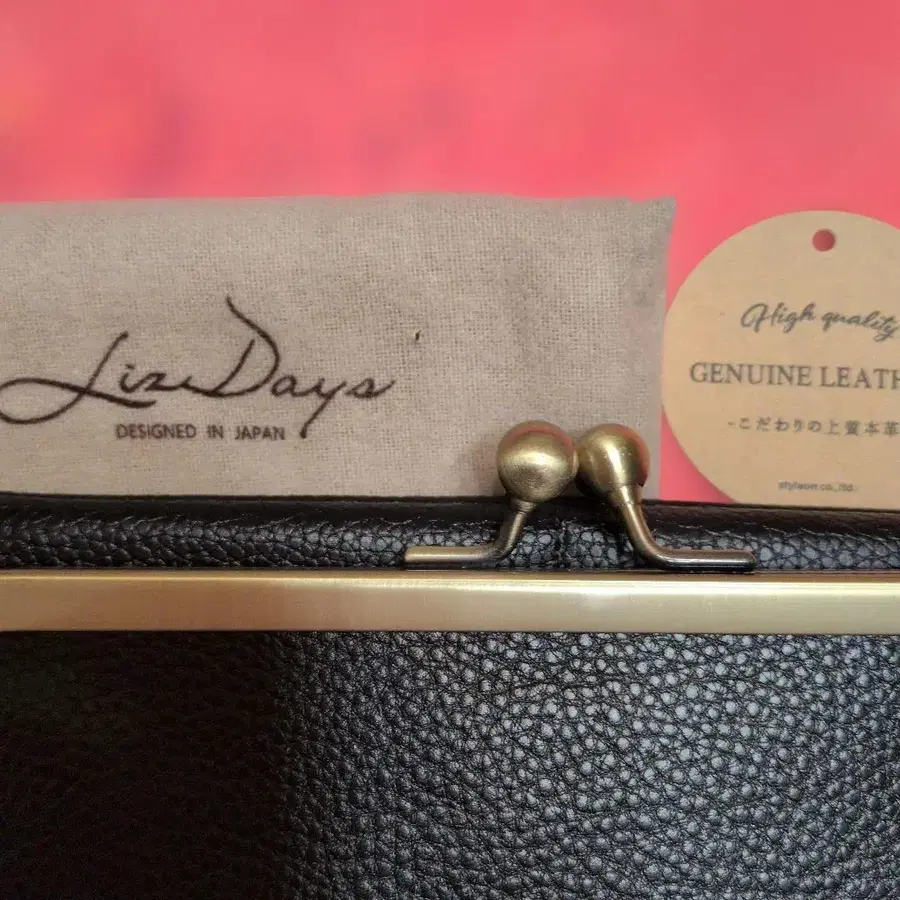 LizDays
DESIGNED IN JAPAN
High quality
GENUINE LEATH
-こだわりの上質本革
styleon co.,ltd.